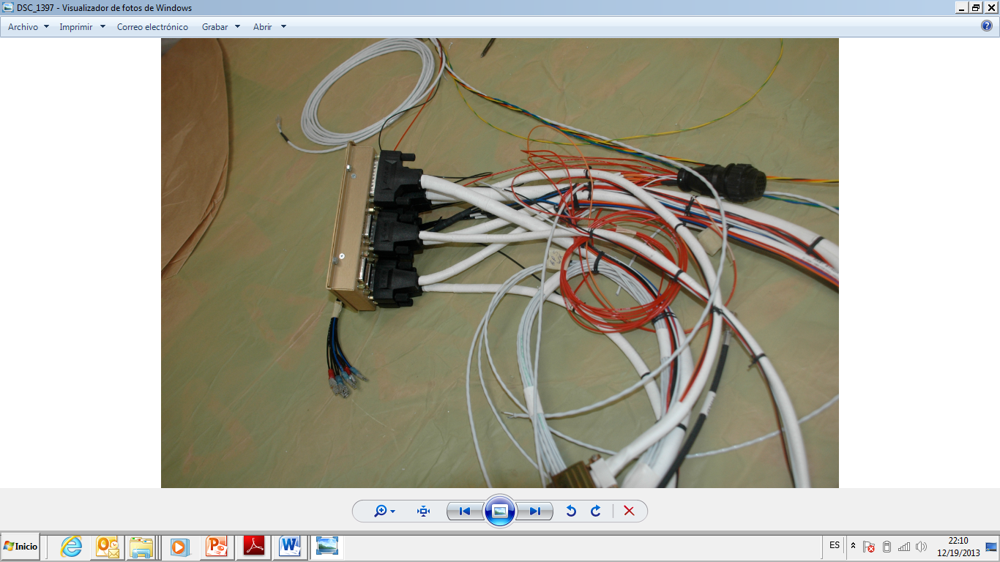 DSC_1397 - Visualizador de fotos de Windows
Archivo Imprimir Correo electrónico Grabar Abrir
Inicio
ES
22:10
12/19/2013